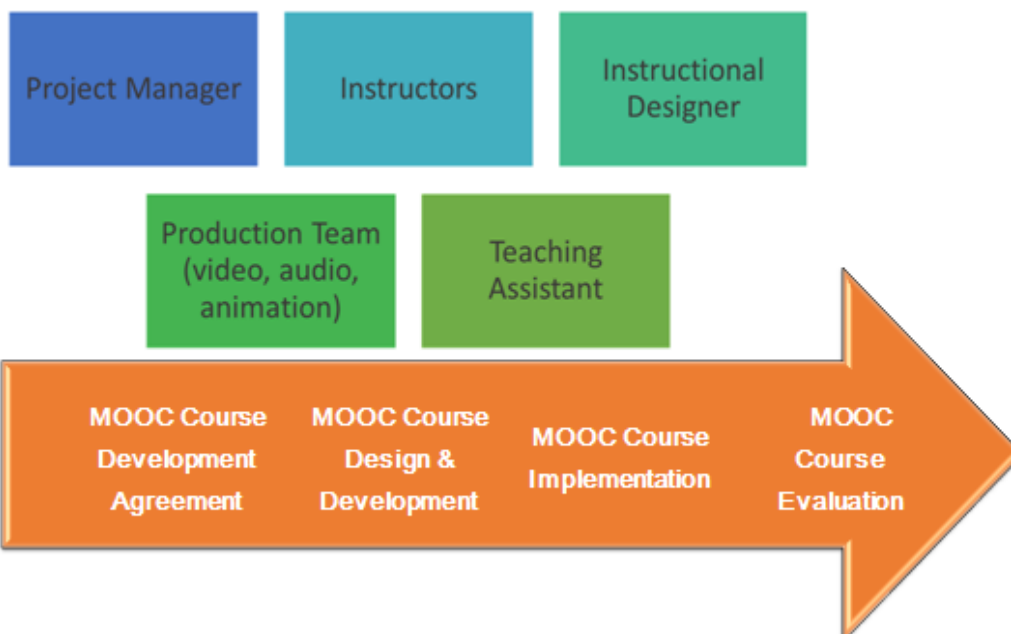 Project Manager
Instructors
Instructional
Designer
Production Team
(video, audio,
animation)
Teaching
Assistant
MOOC Course
Development
Agreement
MOOC Course
Design &
Development
MOOC Course
Implementation
MOOC
Course
Evaluation